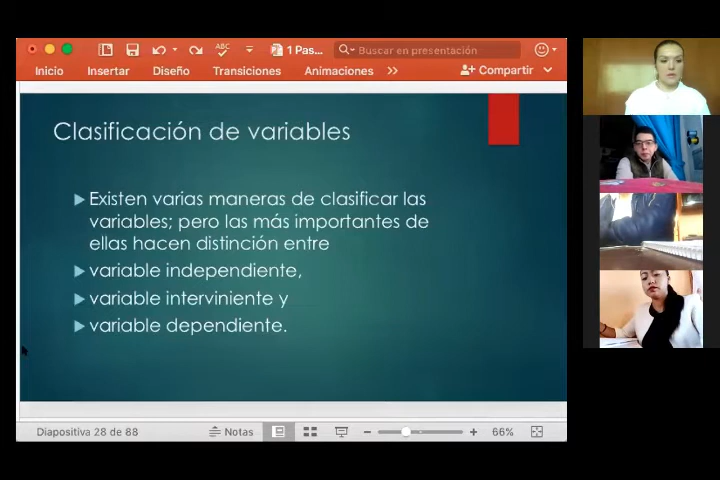 ABC
1 Pas...
Buscar en presentación
Inicio
Insertar
Diseño
Transiciones
Animaciones
>>
Compartir
Clasificación de variables
Existen varias maneras de clasificar las
variables; pero las más importantes de
ellas hacen distinción entre
variable independiente,
variable interviniente y
variable dependiente.
Diapositiva 28 de 88
Notas
66%